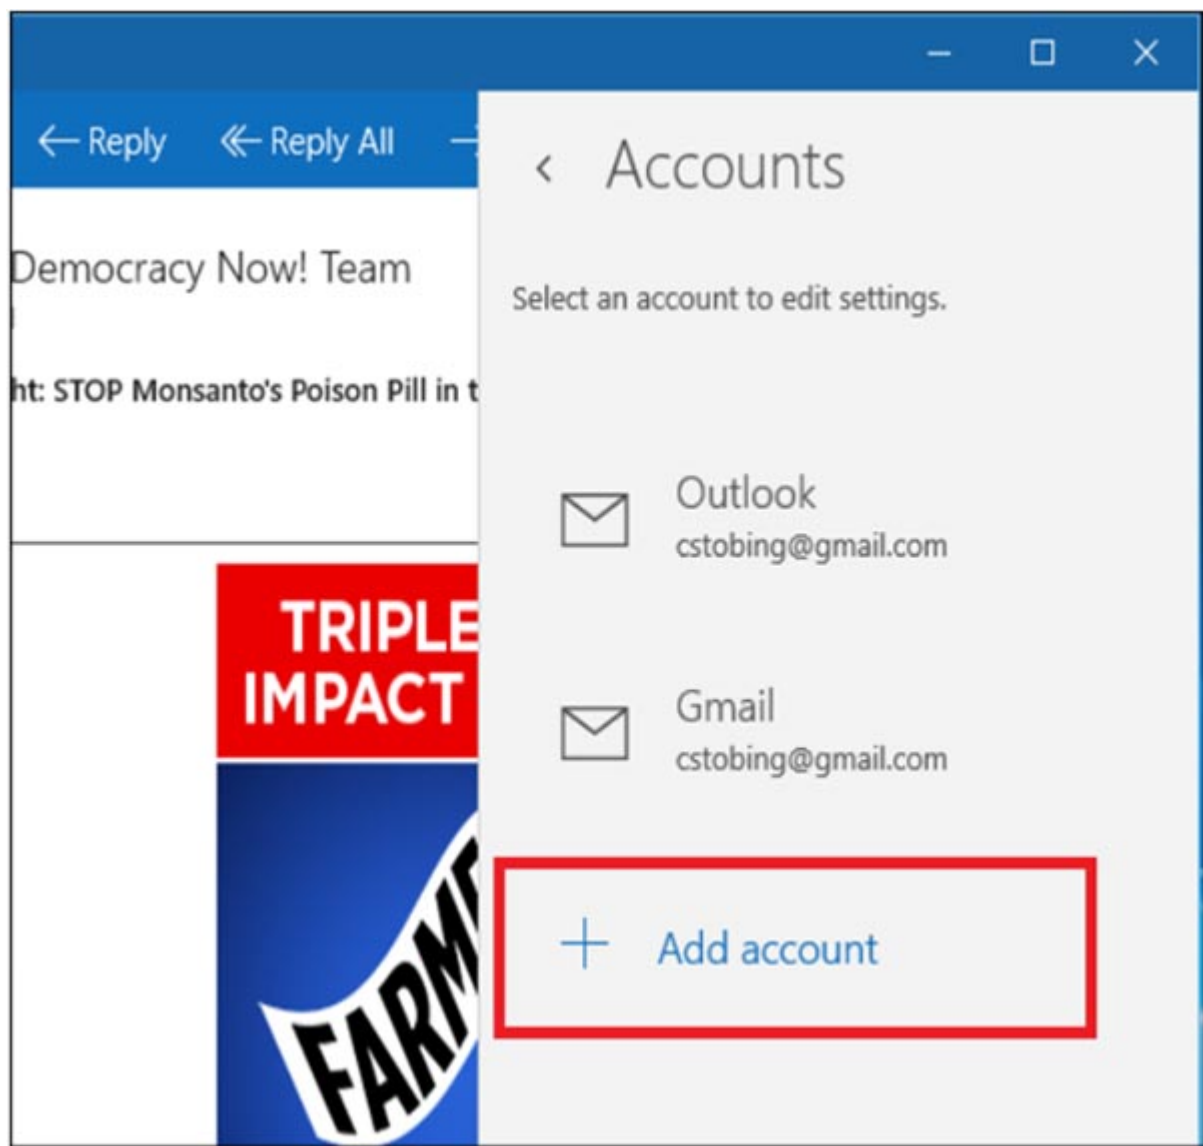 Reply
Reply All
Accounts
Democracy Now! Team
Select an account to edit settings.
ht: STOP Monsanto's Poison Pill in t
Outlook
cstobing@gmail.com
TRIPLE
IMPACT
Gmail
cstobing@gmail.com
Add account
FARME